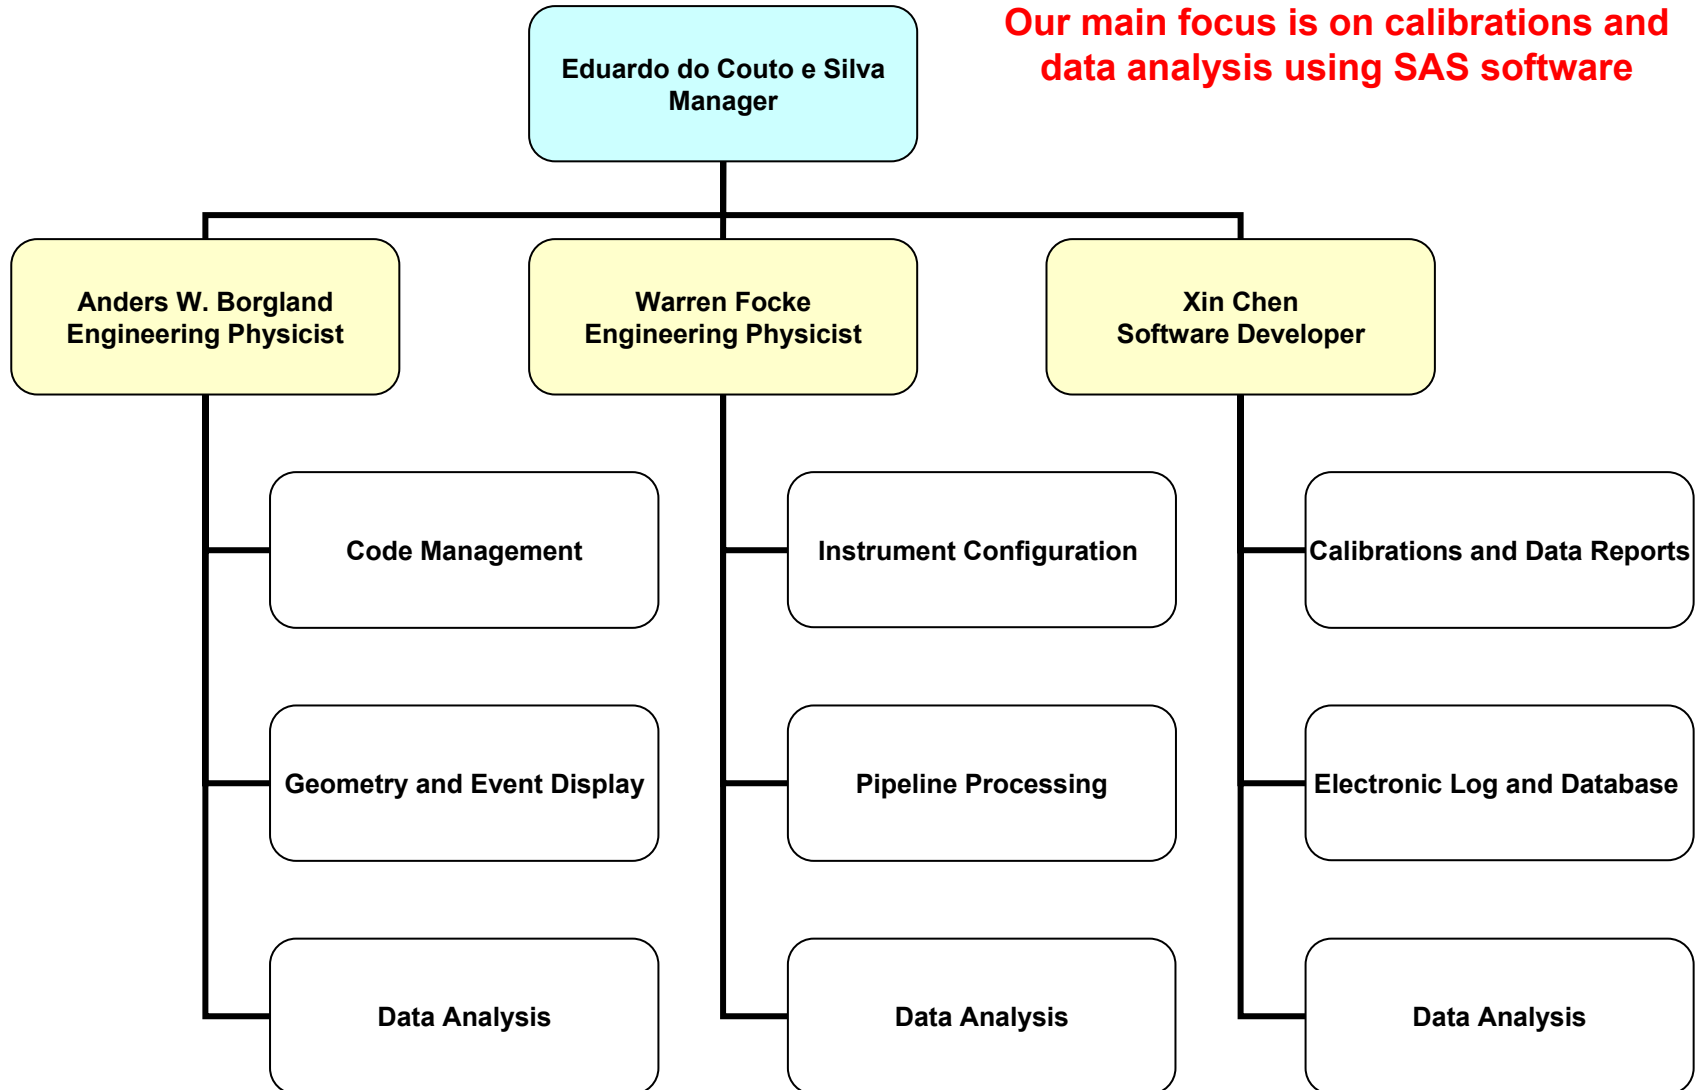 Our main focus is on calibrations and
data analysis using SAS software
Eduardo do Couto e Silva
Manager
Anders W. Borgland
Engineering Physicist
Warren Focke
Engineering Physicist
Xin Chen
Software Developer
Code Management
Instrument Configuration
Calibrations and Data Reports
Geometry and Event Display
Pipeline Processing
Electronic Log and Database
Data Analysis
Data Analysis
Data Analysis